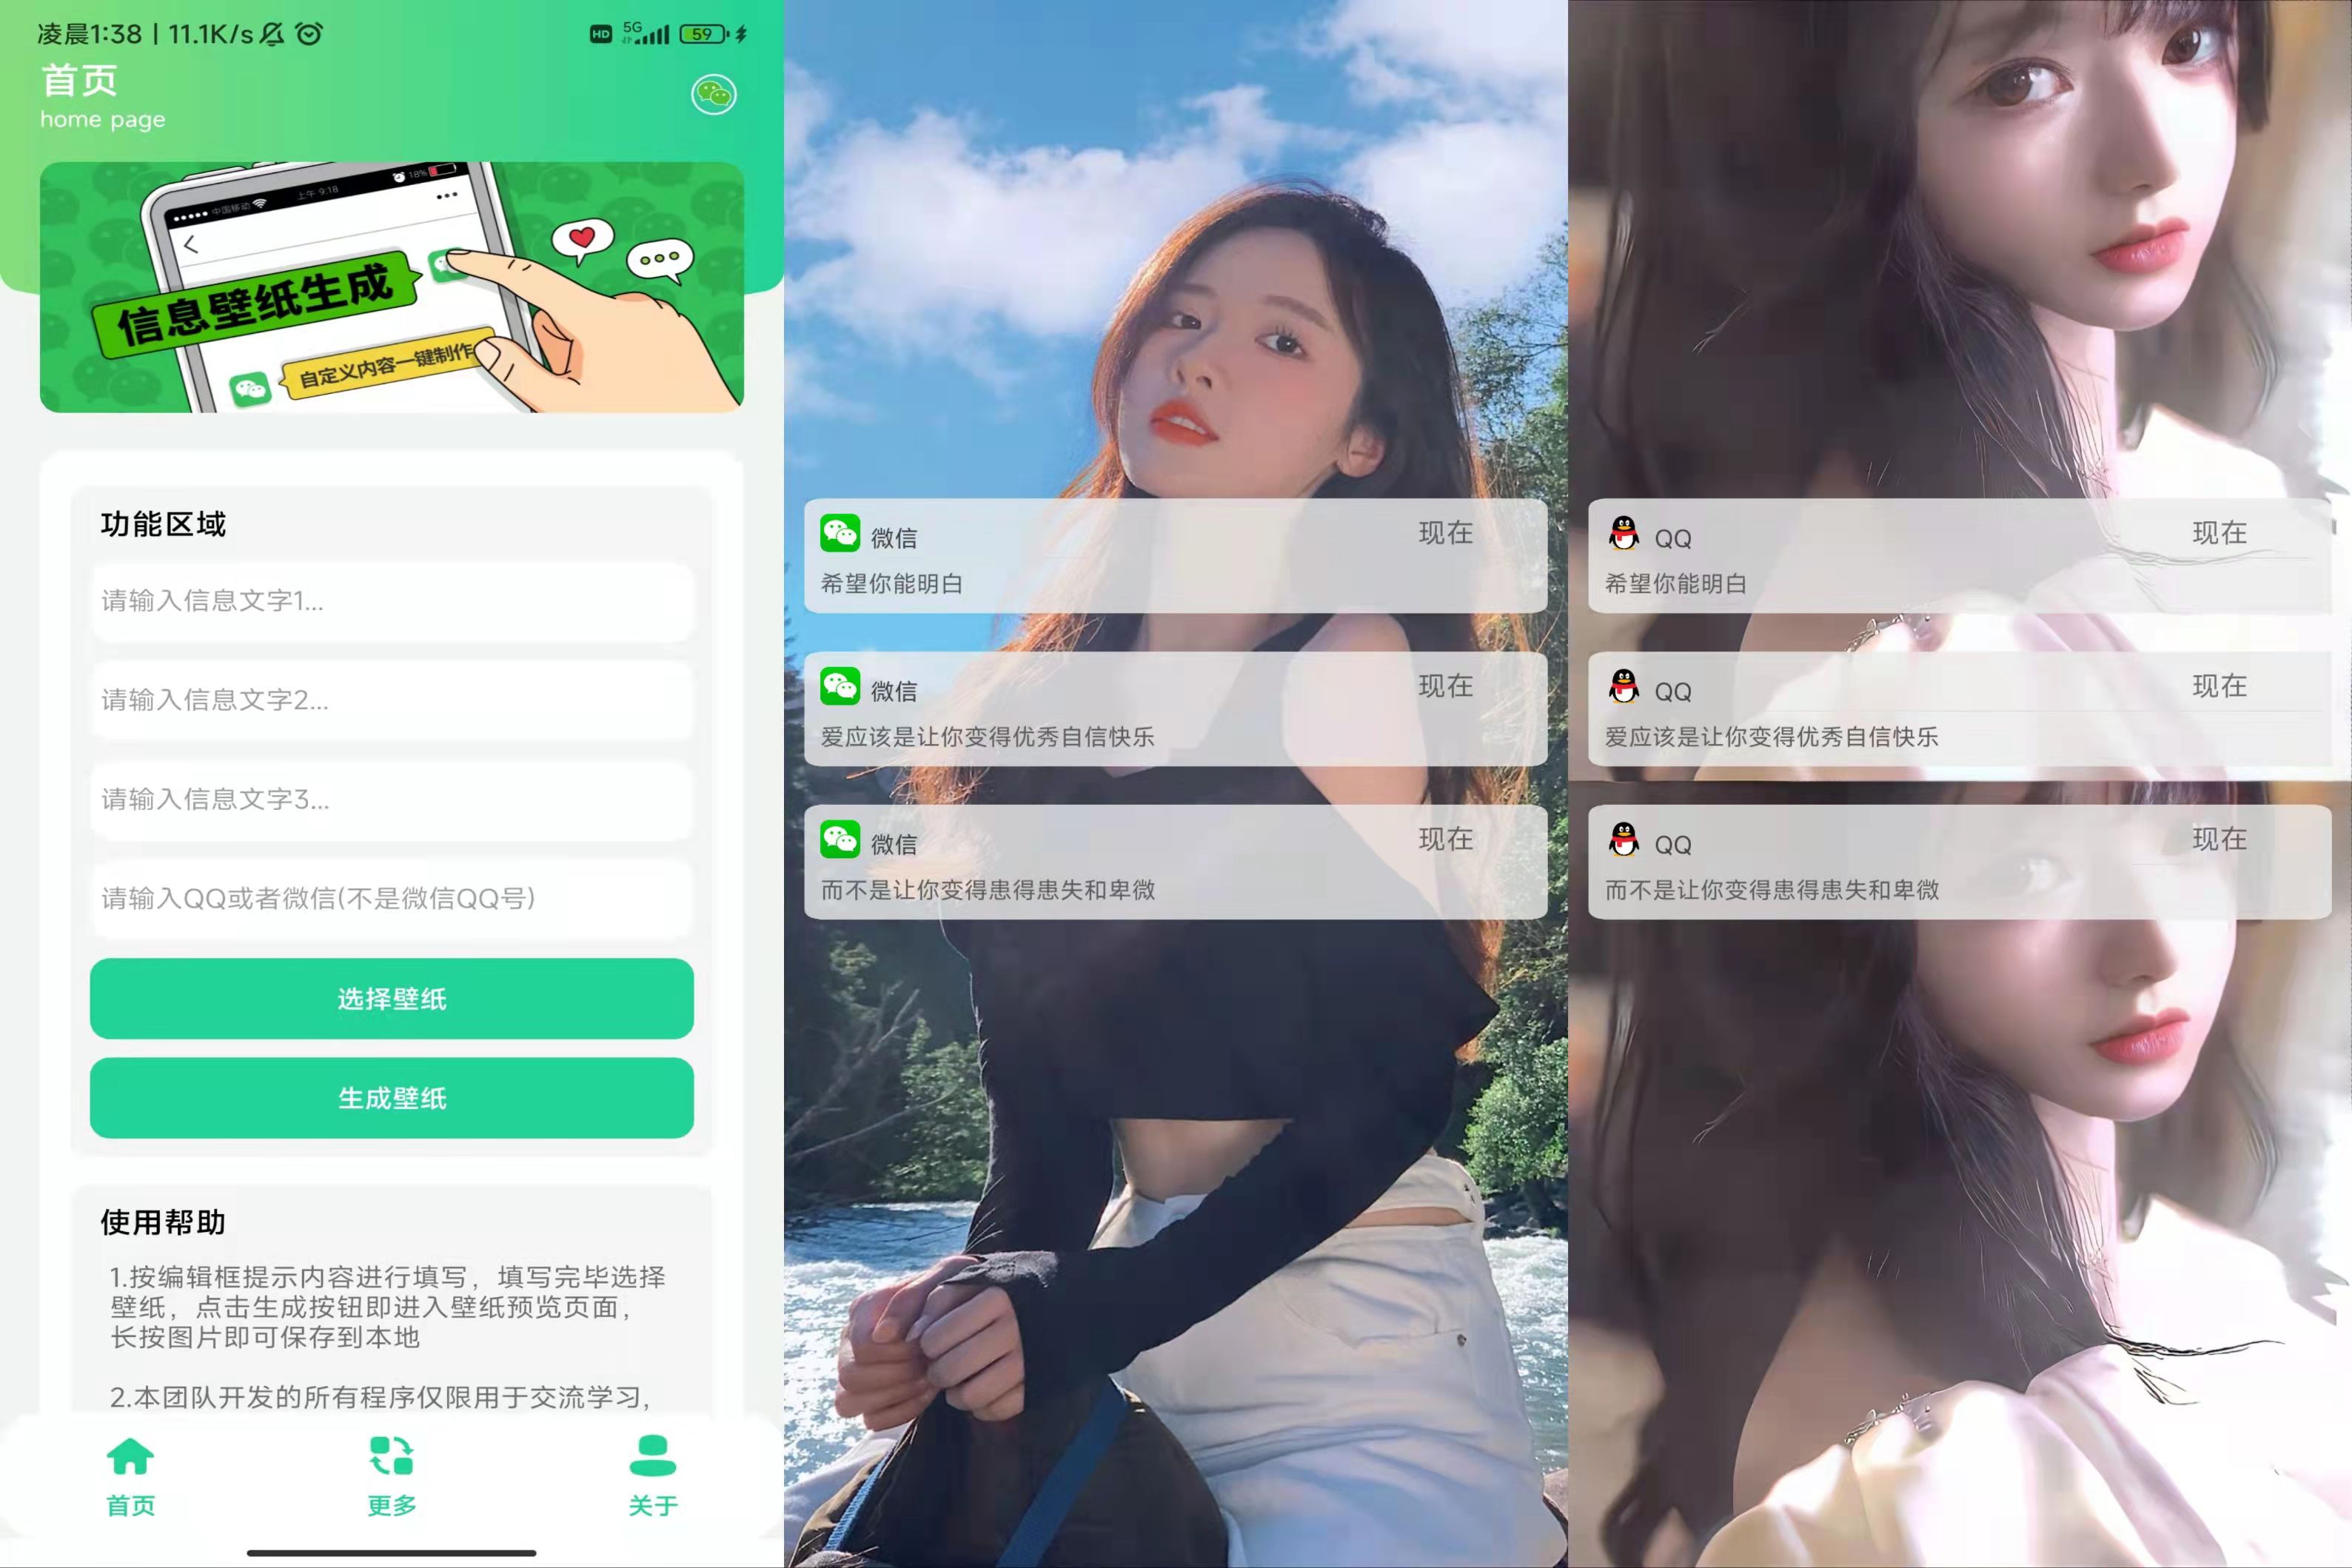 凌晨1:38 | 11.1K/s
HD 5G 59
首页
home page
中国移动 上午 9:18 18%
信息壁纸生成
自定义内容一键制作
功能区域
请输入信息文字1...
请输入信息文字2...
请输入信息文字3...
请输入QQ或者微信(不是微信QQ号)
选择壁纸
生成壁纸
使用帮助
1.按编辑框提示内容进行填写，填写完毕选择
壁纸，点击生成按钮即进入壁纸预览页面，
长按图片即可保存到本地
2.本团队开发的所有程序仅限用于交流学习，
首页
更多
关于
微信 现在
希望你能明白
微信 现在
爱应该是让你变得优秀自信快乐
微信 现在
而不是让你变得患得患失和卑微
QQ 现在
希望你能明白
QQ 现在
爱应该是让你变得优秀自信快乐
QQ 现在
而不是让你变得患得患失和卑微